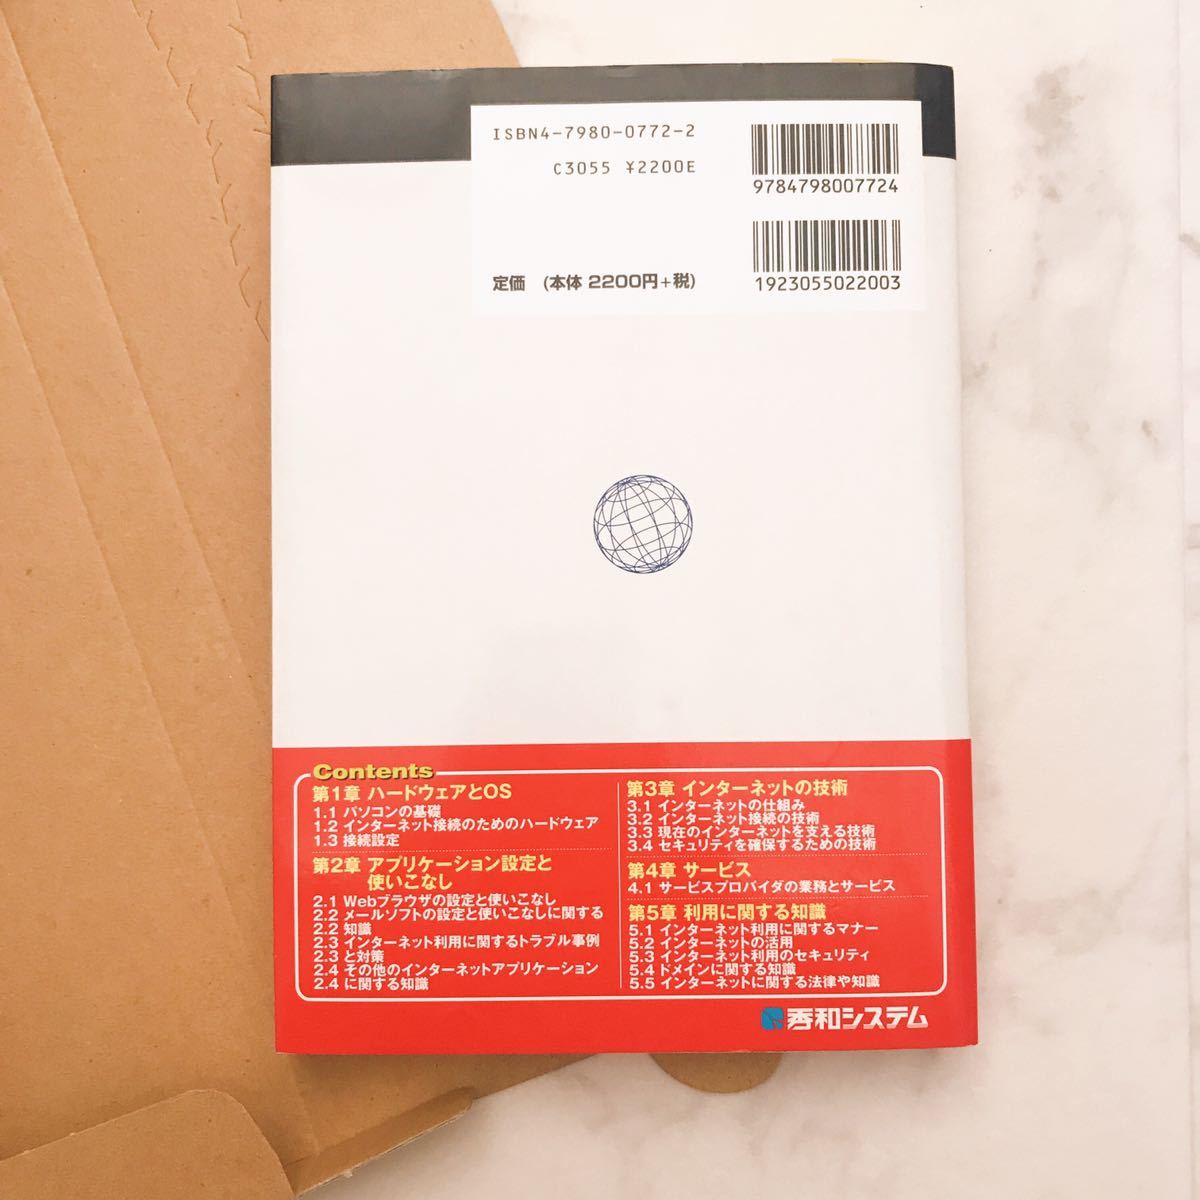 ISBN4-7980-0772-2
C3055 ¥2200E
9784798007724
定価 (本体 2200円+税)
1923055022003
Contents
第1章 ハードウェアとOS
1.1 パソコンの基礎
1.2 インターネット接続のためのハードウェア
1.3 接続設定
第2章 アプリケーション設定と
使いこなし
2.1 Webブラウザの設定と使いこなし
2.2 メールソフトの設定と使いこなしに関する
2.2 知識
2.3 インターネット利用に関するトラブル事例
2.3 と対策
2.4 その他のインターネットアプリケーション
2.4 に関する知識
第3章 インターネットの技術
3.1 インターネットの仕組み
3.2 インターネット接続の技術
3.3 現在のインターネットを支える技術
3.4 セキュリティを確保するための技術
第4章 サービス
4.1 サービスプロバイダの業務とサービス
第5章 利用に関する知識
5.1 インターネット利用に関するマナー
5.2 インターネットの活用
5.3 インターネット利用のセキュリティ
5.4 ドメインに関する知識
5.5 インターネットに関する法律や知識
秀和システム